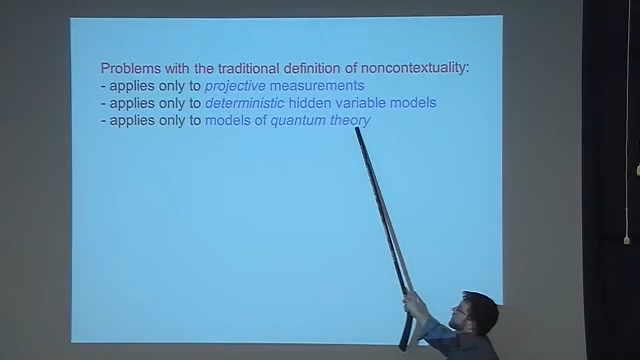 Problems with the traditional definition of noncontextuality:
- applies only to projective measurements
- applies only to deterministic hidden variable models
- applies only to models of quantum theory